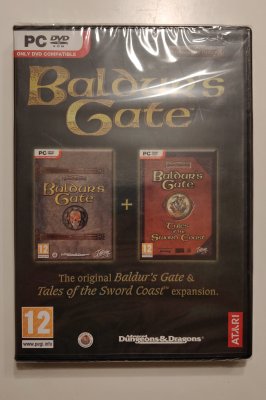 PC DVD
ROM
ONLY DVD COMPATIBLE
Baldur's
Gate
PC DVD
PC DVD
Baldur's
Gate
Baldur's
Gate
+
Tales
of the
Sword Coast
12
12
The original Baldur's Gate &
Tales of the Sword Coast™ expansion.
12
www.pegi.info
Advanced
Dungeons & Dragons
ATARI